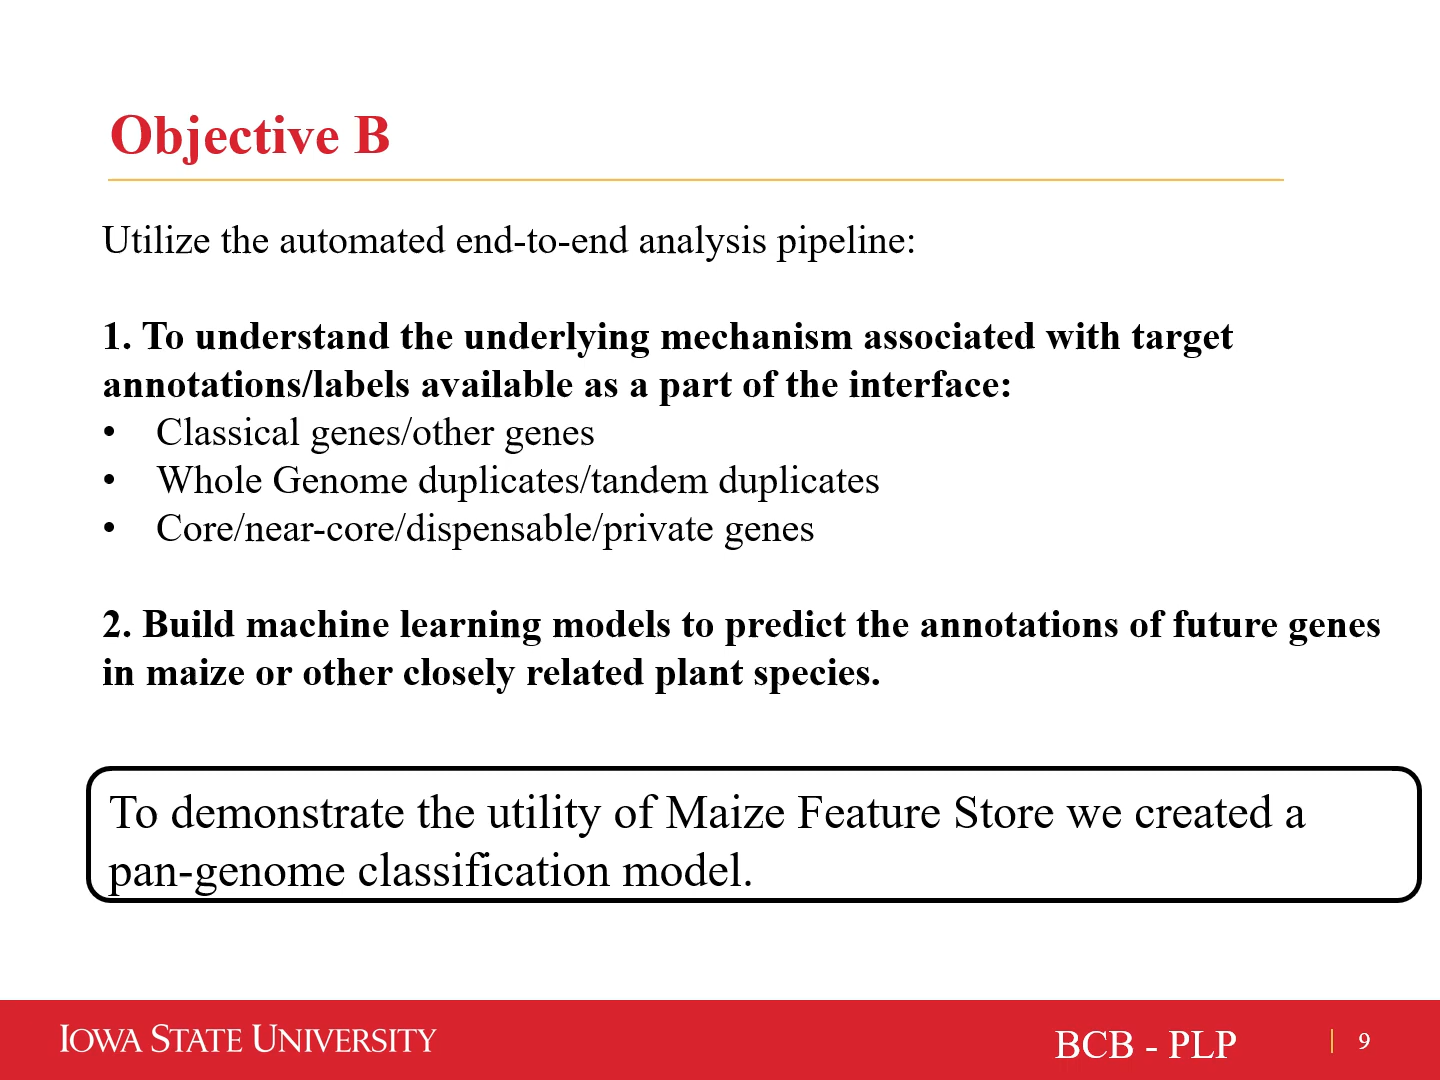 Objective B
Utilize the automated end-to-end analysis pipeline:
1. To understand the underlying mechanism associated with target
annotations/labels available as a part of the interface:
• Classical genes/other genes
• Whole Genome duplicates/tandem duplicates
• Core/near-core/dispensable/private genes
2. Build machine learning models to predict the annotations of future genes
in maize or other closely related plant species.
To demonstrate the utility of Maize Feature Store we created a
pan-genome classification model.
IOWA STATE UNIVERSITY
BCB - PLP
9